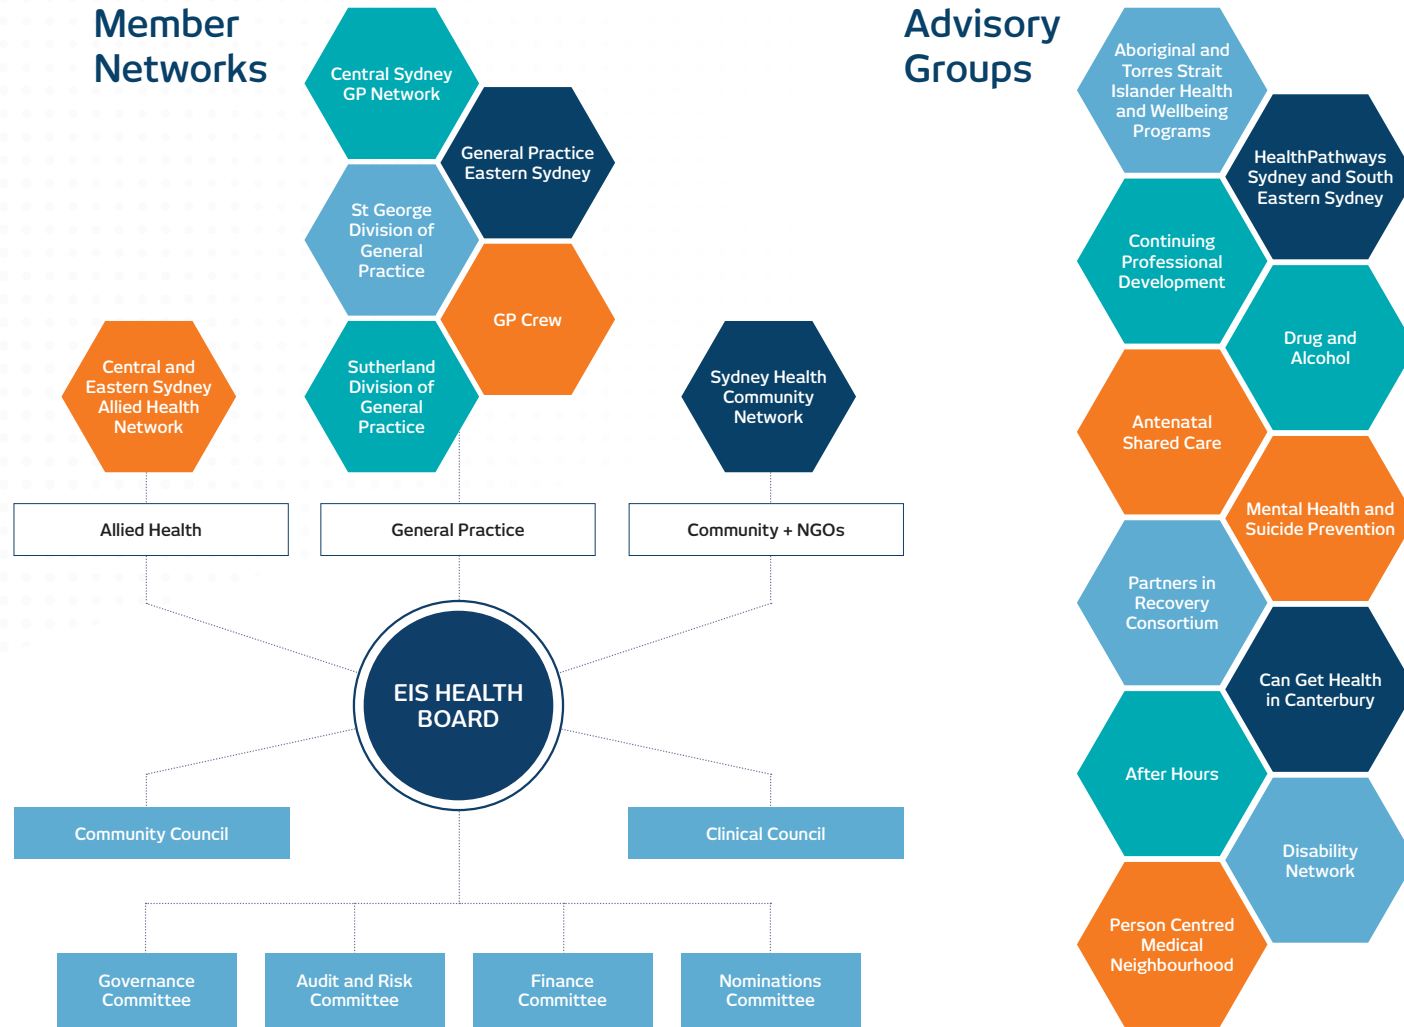 Member
Networks
Central Sydney
GP Network
General Practice
Eastern Sydney
St George
Division of
General
Practice
GP Crew
Sutherland
Division of
General
Practice
Central and
Eastern Sydney
Allied Health
Network
Sydney Health
Community
Network
Allied Health
General Practice
Community + NGOs
EIS HEALTH
BOARD
Community Council
Clinical Council
Governance
Committee
Audit and Risk
Committee
Finance
Committee
Nominations
Committee
Advisory
Groups
Aboriginal and
Torres Strait
Islander Health
and Wellbeing
Programs
HealthPathways
Sydney and South
Eastern Sydney
Continuing
Professional
Development
Drug and
Alcohol
Antenatal
Shared Care
Mental Health and
Suicide Prevention
Partners in
Recovery
Consortium
Can Get Health
in Canterbury
After Hours
Disability
Network
Person Centred
Medical
Neighbourhood